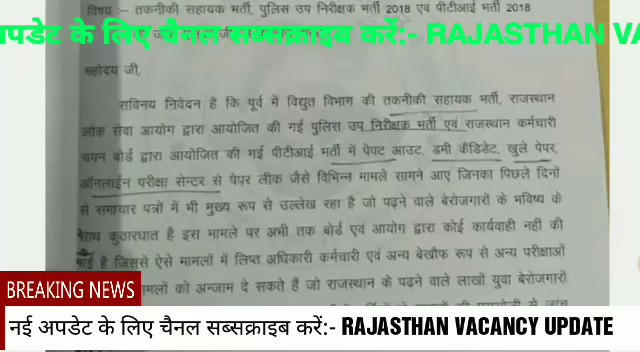 विषय :– तकनीकी सहायक भर्ती, पुलिस उप निरीक्षक भर्ती 2018 एवं पीटीआई भर्ती 2018
अपडेट के लिए चैनल सब्सक्राइब करें:- RAJASTHAN VA
महोदय जी,
सविनय निवेदन है कि पूर्व में विद्युत विभाग की तकनीकी सहायक भर्ती, राजस्थान
लोक सेवा आयोग द्वारा आयोजित की गई पुलिस उप निरीक्षक भर्ती एवं राजस्थान कर्मचारी
चयन बोर्ड द्वारा आयोजित की गई पीटीआई भर्ती में पेपट आउट, डमी कैंडिडेट, खुले पेपर,
ऑनलाईन परीक्षा सेन्टर से पेपर लीक जैसे विभिन्न मामले सामने आएं जिनका पिछले दिनों
से समाचार पत्रों में भी मुख्य रूप से उल्लेख रहा है जो पढ़ने वाले बेरोजगारों के भविष्य के
साथ कुठारघात है इस मामले पर अभी तक बोर्ड एवं आयोग द्वारा कोई कार्यवाही नहीं की
गई है जिससे ऐसे मामलों में लिप्त अधिकारी कर्मचारी एवं अन्य बेखौफ रूप से अन्य परीक्षाओं
मामलों को अन्जाम दे सकते हैं जो राजस्थान के पढ़ने वाले लाखों युवा बेरोजगारों
से जांच
BREAKING NEWS
नई अपडेट के लिए चैनल सब्सक्राइब करें:- RAJASTHAN VACANCY UPDATE